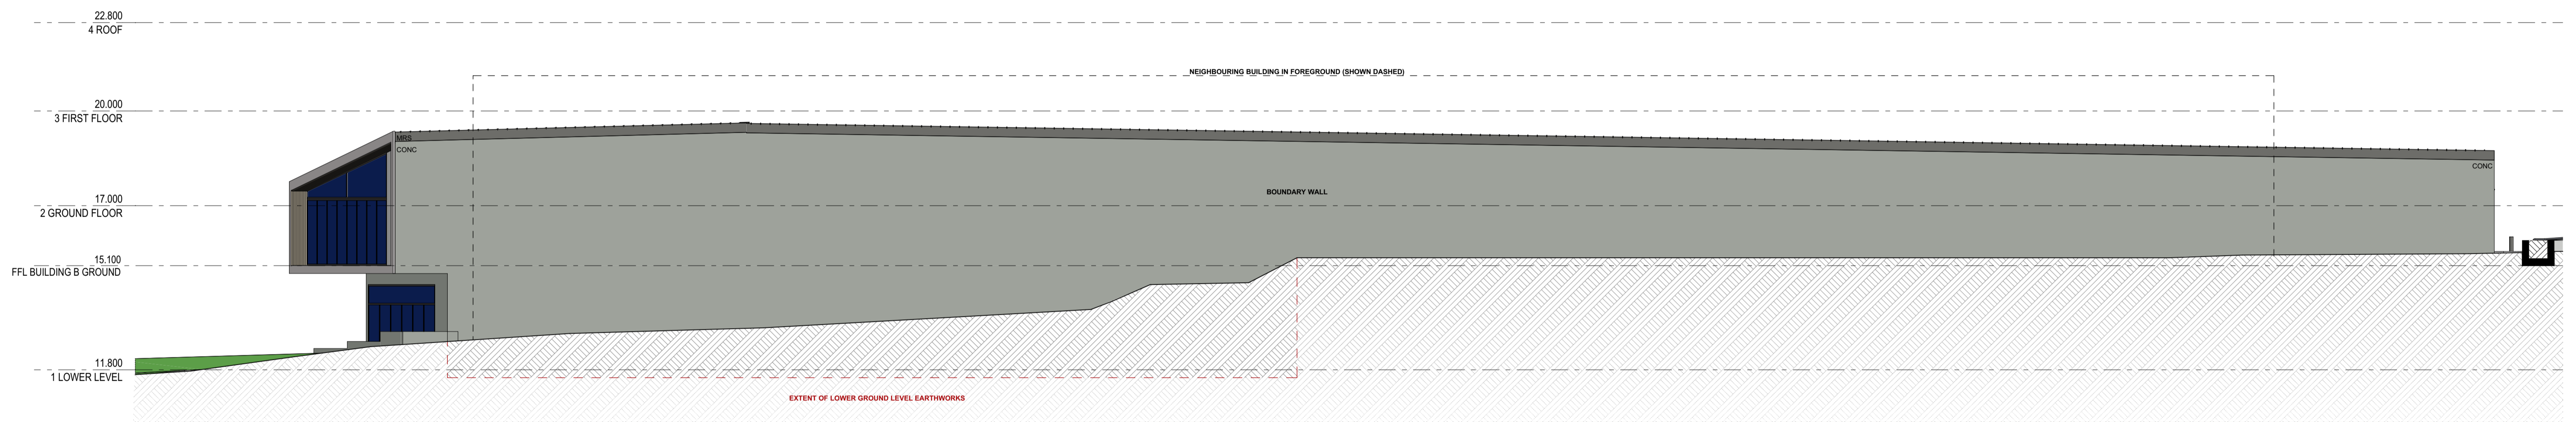 22.800
4 ROOF
NEIGHBOURING BUILDING IN FOREGROUND (SHOWN DASHED)
20.000
3 FIRST FLOOR
MRS
CONC
CONC
BOUNDARY WALL
17.000
2 GROUND FLOOR
15.100
FFL BUILDING B GROUND
11.800
1 LOWER LEVEL
EXTENT OF LOWER GROUND LEVEL EARTHWORKS